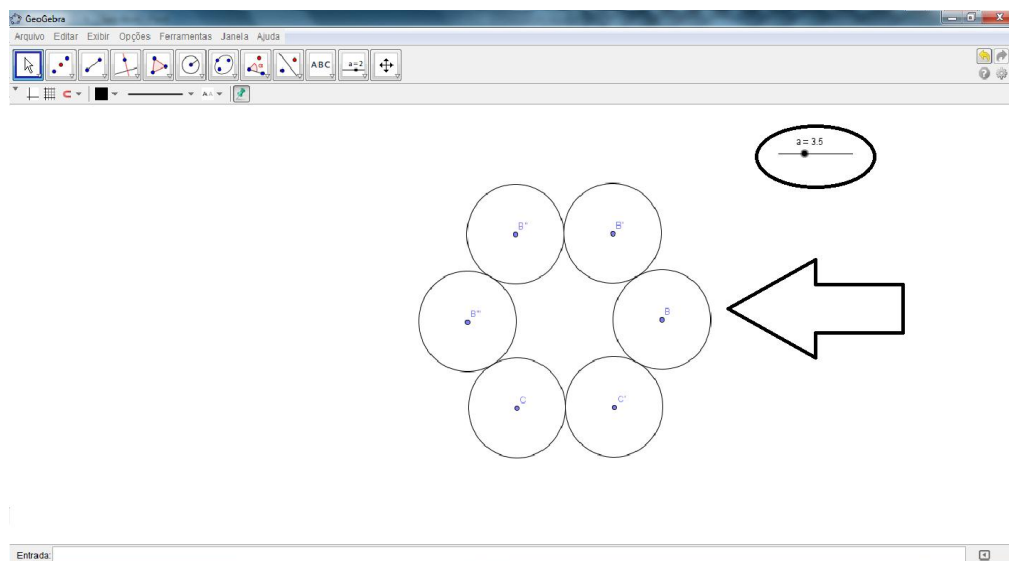 GeoGebra
Arquivo Editar Exibir Opções Ferramentas Janela Ajuda
ABC a=2
a = 3.5
B'' B'
B''' B
C C'
Entrada: